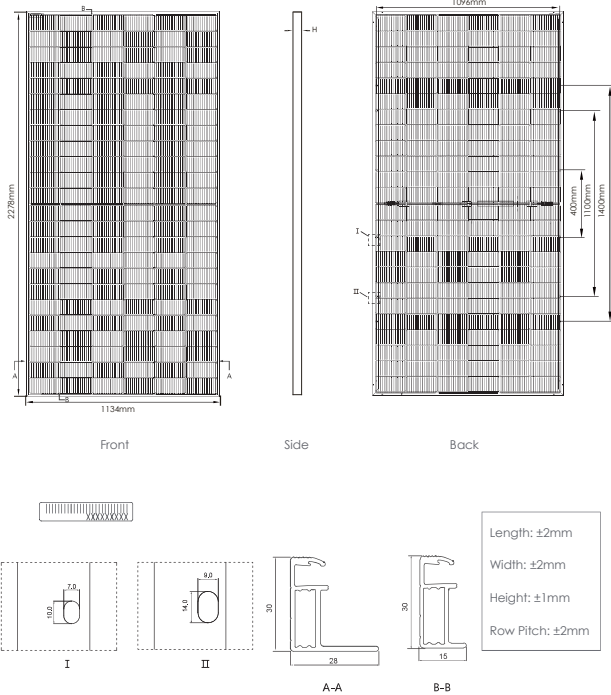 B
1096mm
H
2278mm
400mm
1100mm
1400mm
I
II
A
A
B
1134mm
Front
Side
Back
Length: ±2mm
Width: ±2mm
Height: ±1mm
Row Pitch: ±2mm
7,0
10,0
I
9,0
14,0
II
30
28
A-A
30
15
B-B